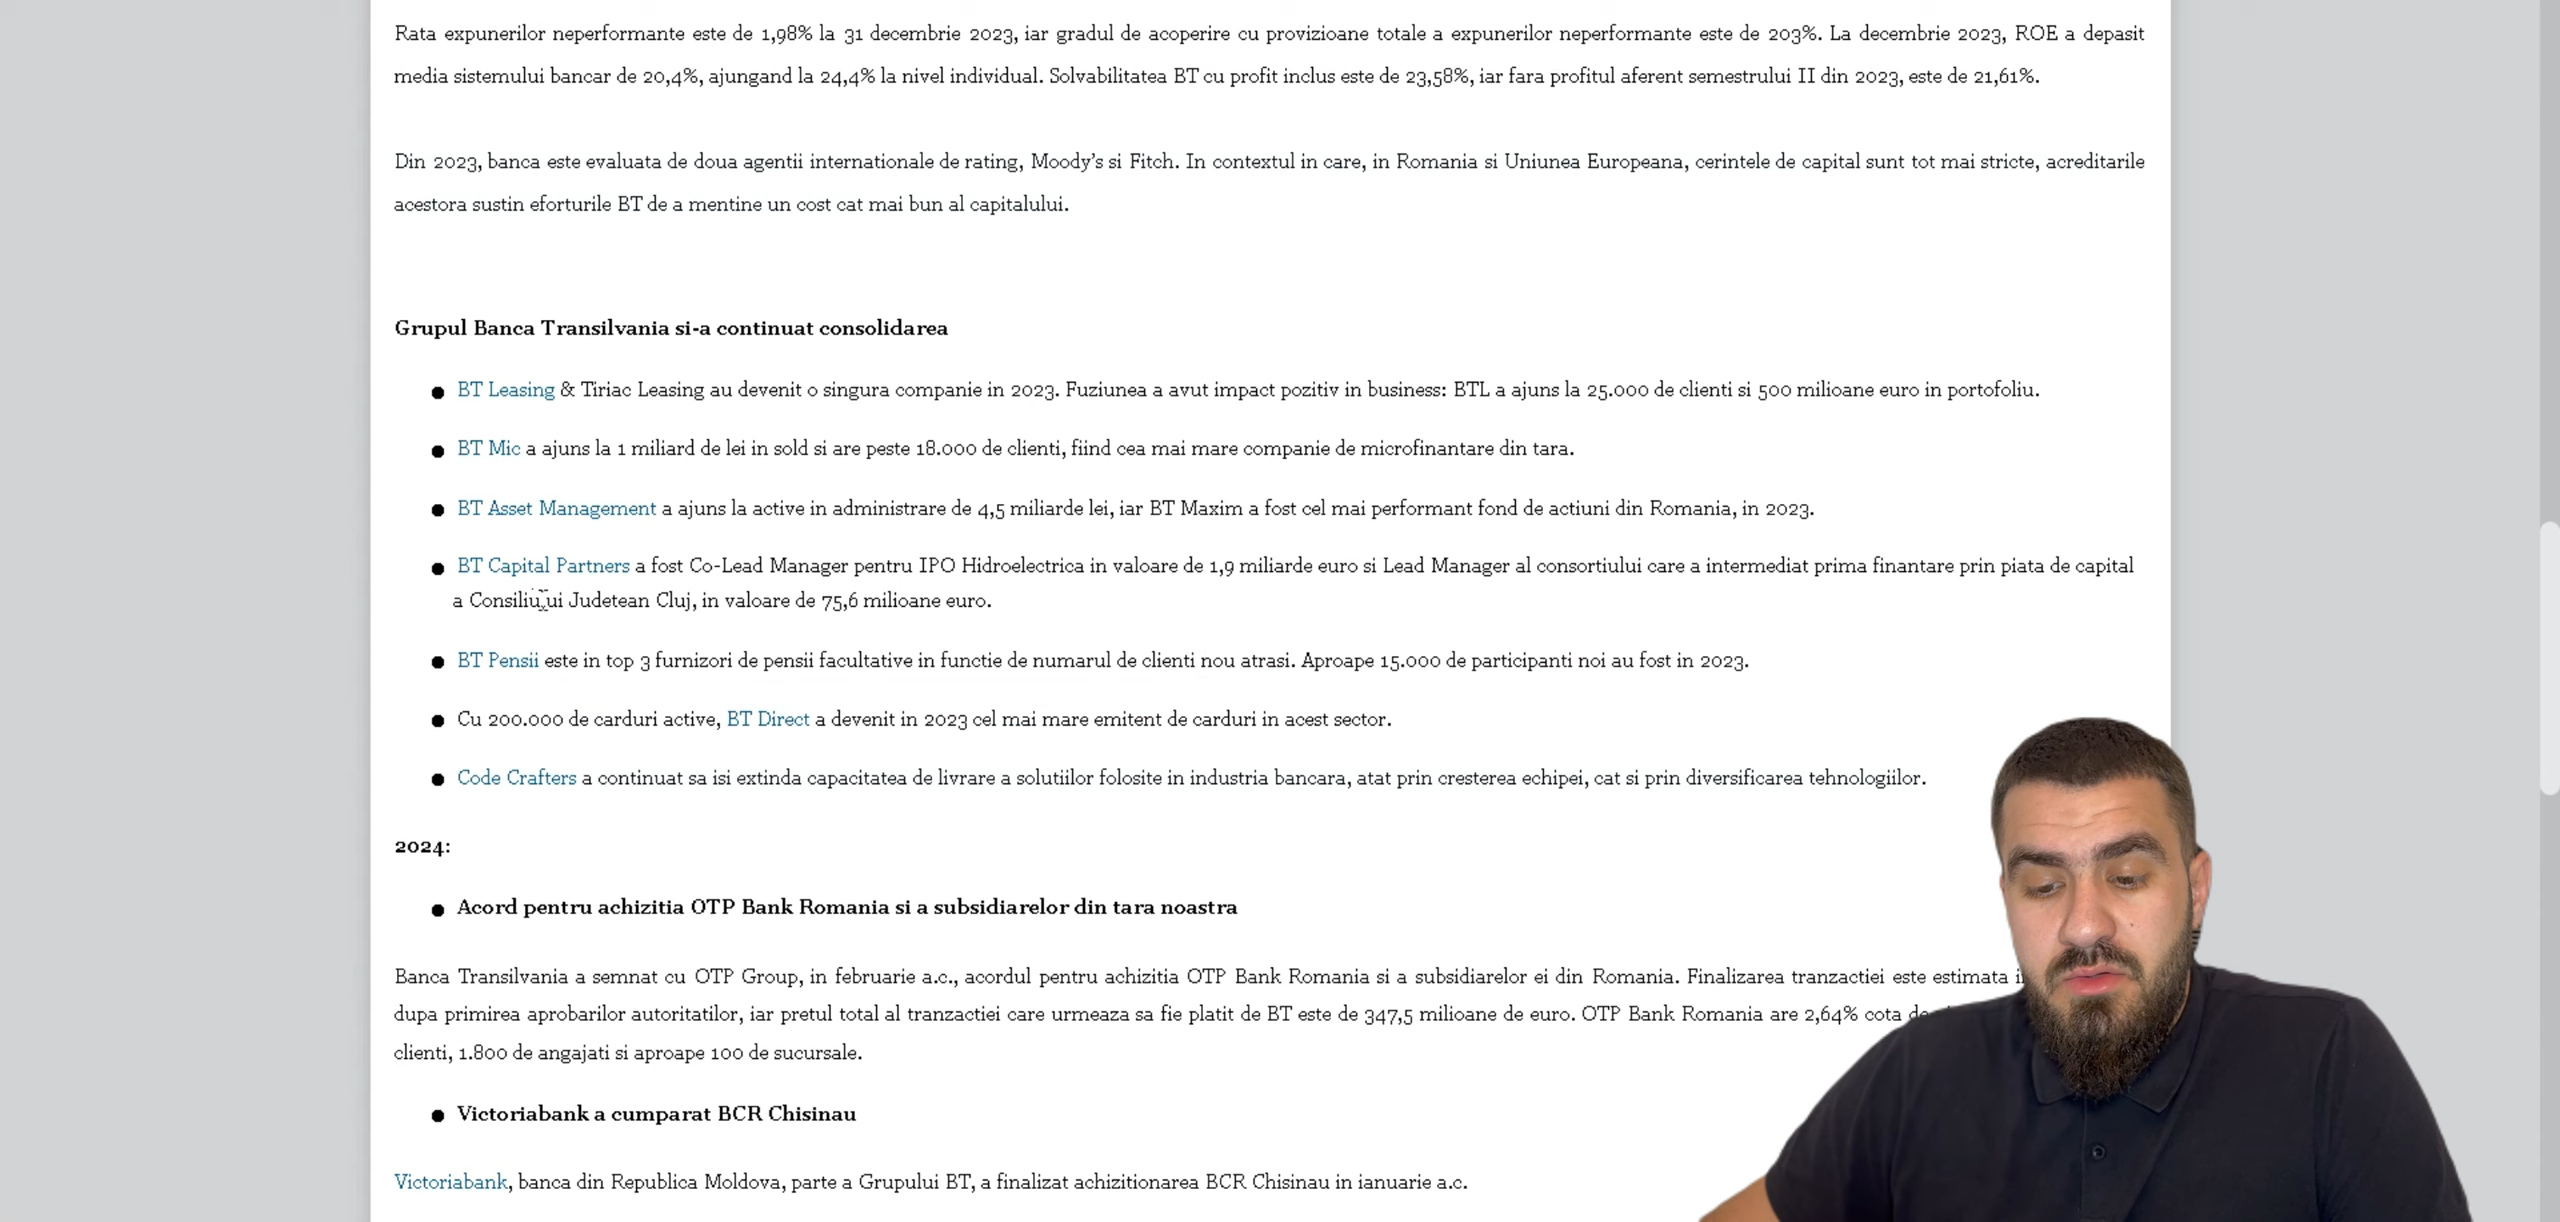 Rata expunerilor neperformante este de 1,98% la 31 decembrie 2023, iar gradul de acoperire cu provizioane totale a expunerilor neperformante este de 203%. La decembrie 2023, ROE a depasit
media sistemului bancar de 20,4%, ajungand la 24,4% la nivel individual. Solvabilitatea BT cu profit inclus este de 23,58%, iar fara profitul aferent semestrului II din 2023, este de 21,61%.
Din 2023, banca este evaluata de doua agentii internationale de rating, Moody's si Fitch. In contextul in care, in Romania si Uniunea Europeana, cerintele de capital sunt tot mai stricte, acreditarile
acestora sustin eforturile BT de a mentine un cost cat mai bun al capitalului.
Grupul Banca Transilvania si-a continuat consolidarea
● BT Leasing & Tiriac Leasing au devenit o singura companie in 2023. Fuziunea a avut impact pozitiv in business: BTL a ajuns la 25.000 de clienti si 500 milioane euro in portofoliu.
● BT Mic a ajuns la 1 miliard de lei in sold si are peste 18.000 de clienti, fiind cea mai mare companie de microfinantare din tara.
● BT Asset Management a ajuns la active in administrare de 4,5 miliarde lei, iar BT Maxim a fost cel mai performant fond de actiuni din Romania, in 2023.
● BT Capital Partners a fost Co-Lead Manager pentru IPO Hidroelectrica in valoare de 1,9 miliarde euro si Lead Manager al consortiului care a intermediat prima finantare prin piata de capital
a Consiliului Judetean Cluj, in valoare de 75,6 milioane euro.
● BT Pensii este in top 3 furnizori de pensii facultative in functie de numarul de clienti nou atrasi. Aproape 15.000 de participanti noi au fost in 2023.
● Cu 200.000 de carduri active, BT Direct a devenit in 2023 cel mai mare emitent de carduri in acest sector.
● Code Crafters a continuat sa isi extinda capacitatea de livrare a solutiilor folosite in industria bancara, atat prin cresterea echipei, cat si prin diversificarea tehnologiilor.
2024:
● Acord pentru achizitia OTP Bank Romania si a subsidiarelor din tara noastra
Banca Transilvania a semnat cu OTP Group, in februarie a.c., acordul pentru achizitia OTP Bank Romania si a subsidiarelor ei din Romania. Finalizarea tranzactiei este estimata
dupa primirea aprobarilor autoritatilor, iar pretul total al tranzactiei care urmeaza sa fie platit de BT este de 347,5 milioane de euro. OTP Bank Romania are 2,64% cota de
clienti, 1.800 de angajati si aproape 100 de sucursale.
● Victoriabank a cumparat BCR Chisinau
Victoriabank, banca din Republica Moldova, parte a Grupului BT, a finalizat achizitionarea BCR Chisinau in ianuarie a.c.